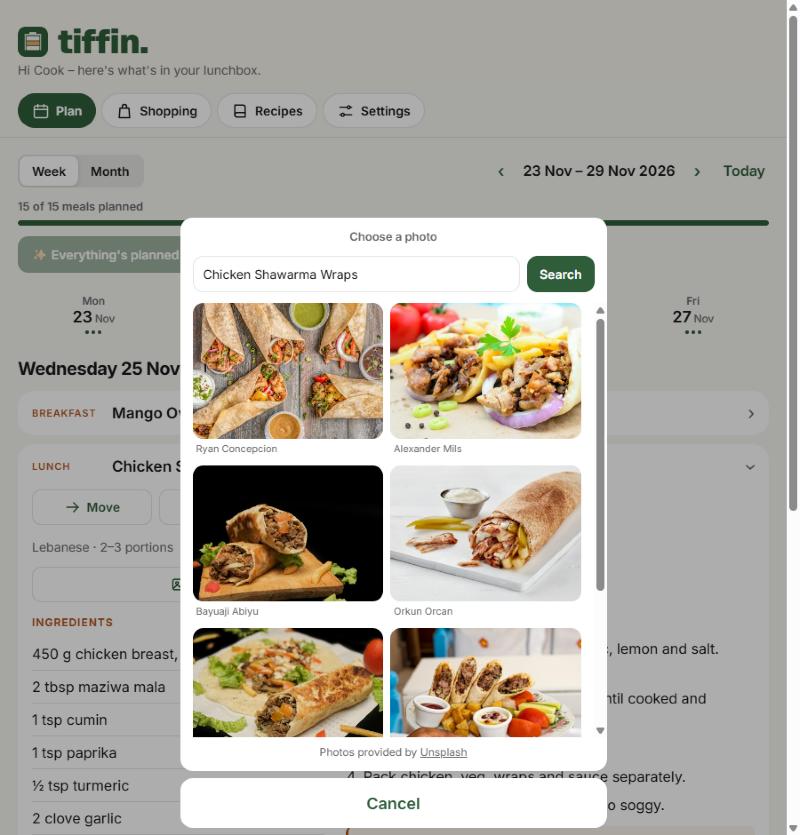 tiffin.
Hi Cook – here's what's in your lunchbox.
Plan
Shopping
Recipes
Settings
Week
Month
23 Nov – 29 Nov 2026
Today
15 of 15 meals planned
Everything's planned
Mon
23 Nov
Fri
27 Nov
Wednesday 25 Nov
BREAKFAST
Mango
LUNCH
Chicken
Move
Lebanese · 2–3 portions
INGREDIENTS
450 g chicken breast,
2 tbsp maziwa mala
1 tsp cumin
1 tsp paprika
½ tsp turmeric
2 clove garlic
Choose a photo
Chicken Shawarma Wraps
Search
Ryan Concepcion
Alexander Mils
Bayuaji Abiyu
Orkun Orcan
Photos provided by Unsplash
Cancel
lemon and salt.
cooked and
4. Pack chicken, veg, wraps and sauce separately.
soggy.